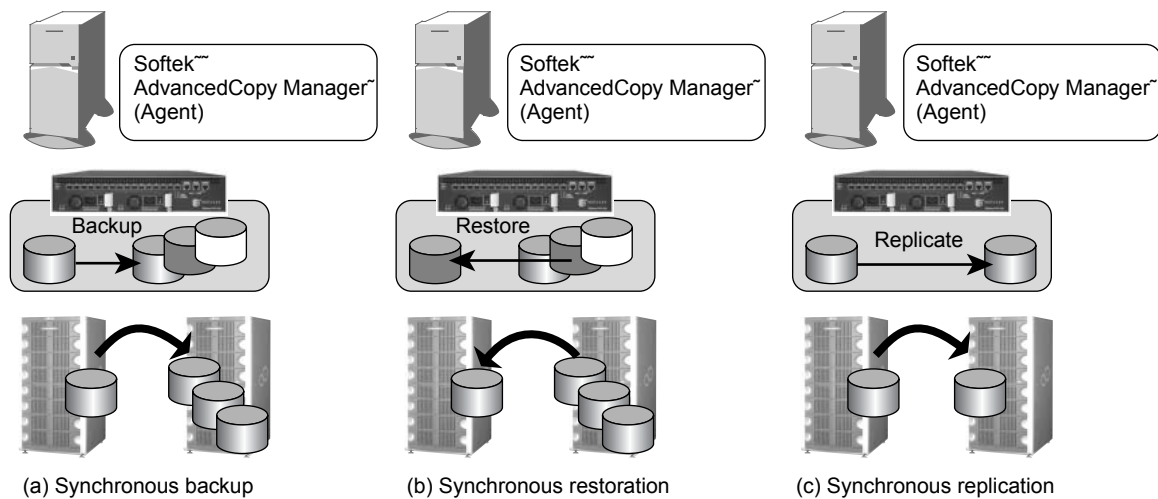 Softek˜˜
AdvancedCopy Manager˜
(Agent)
Softek˜˜
AdvancedCopy Manager˜
(Agent)
Softek˜˜
AdvancedCopy Manager˜
(Agent)
Backup
Restore
Replicate
(a) Synchronous backup
(b) Synchronous restoration
(c) Synchronous replication